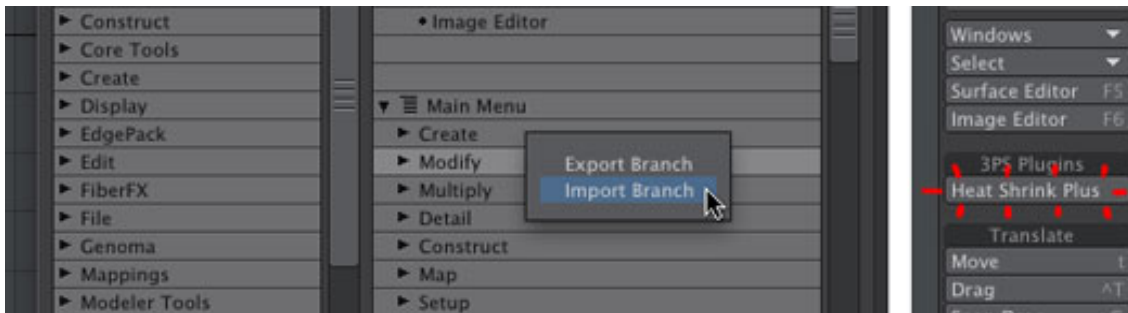 Construct
Core Tools
Create
Display
EdgePack
Edit
FiberFX
File
Genoma
Mappings
Modeler Tools
Image Editor
Main Menu
Create
Modify
Multiply
Detail
Construct
Map
Setup
Export Branch
Import Branch
Windows
Select
Surface Editor F5
Image Editor F6
3PS Plugins
Heat Shrink Plus
Translate
Move t
Drag ^T